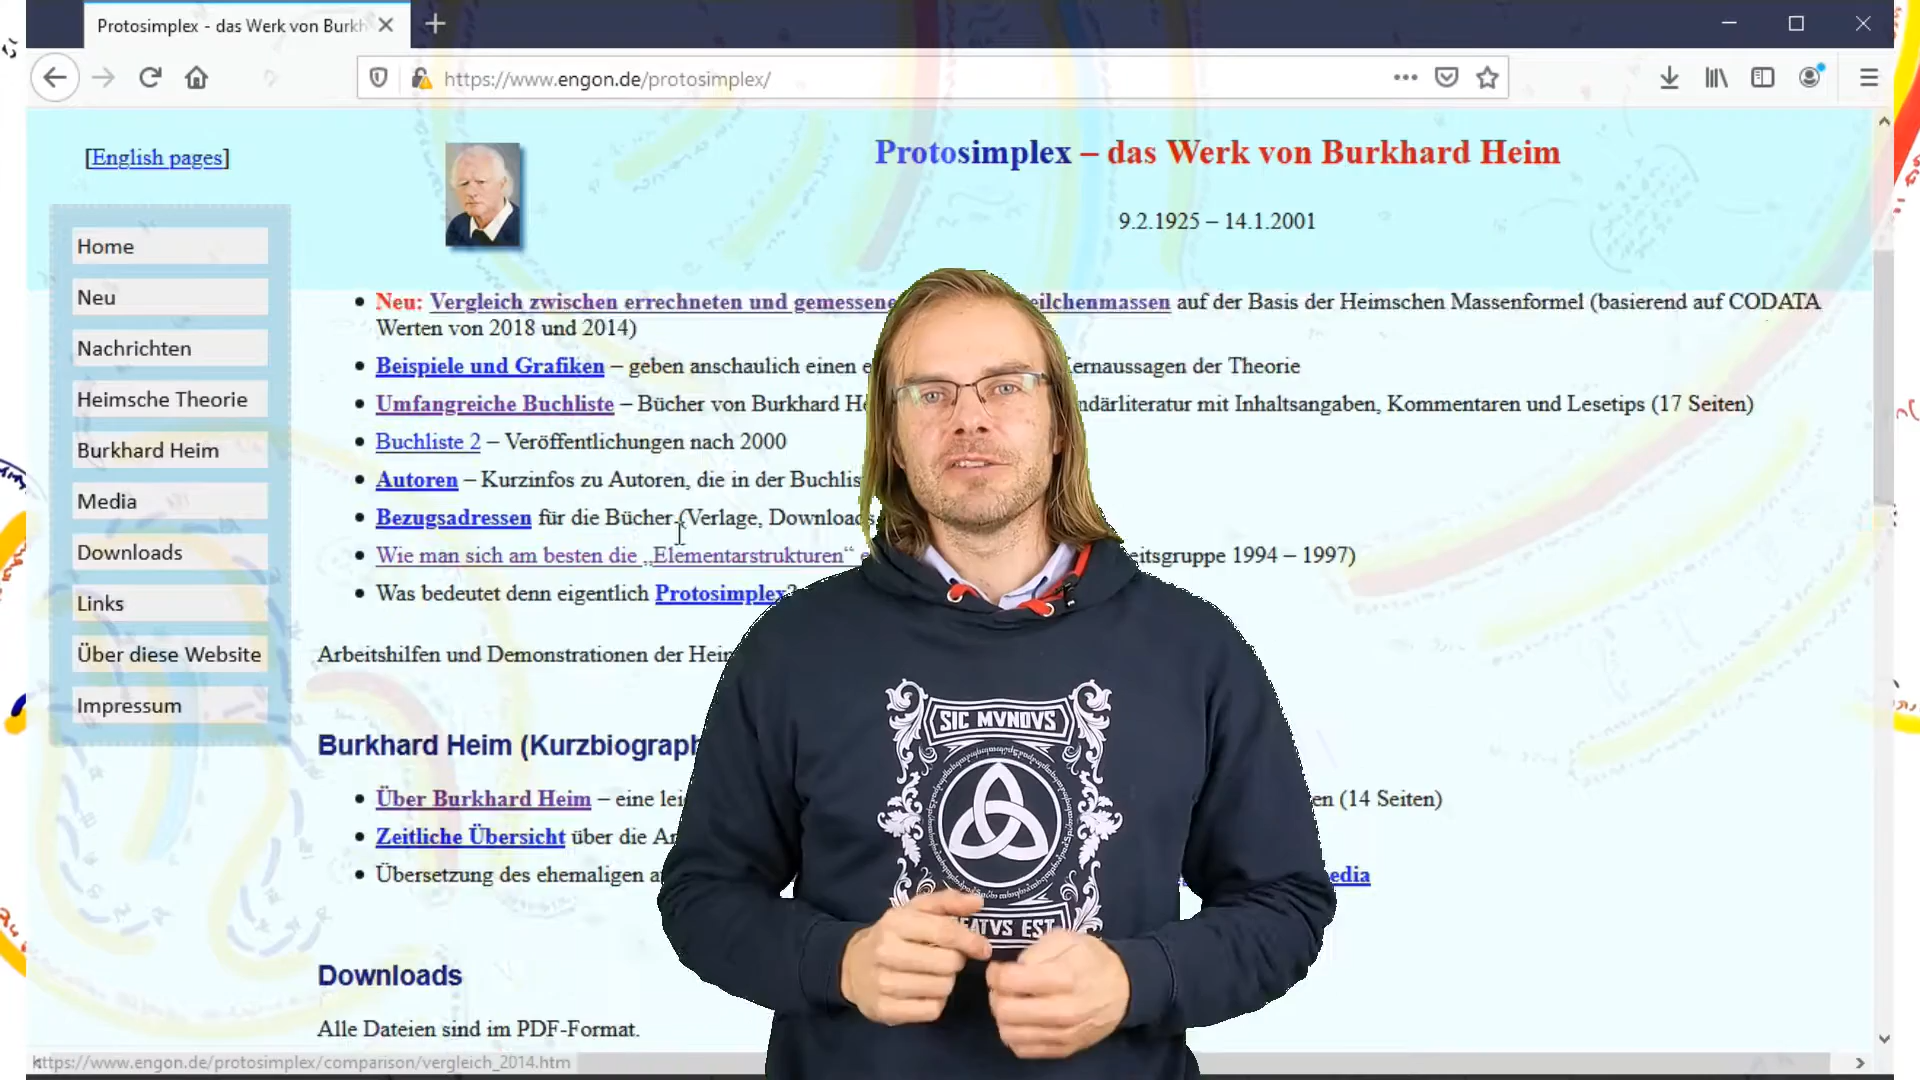 Protosimplex - das Werk von Burkh
https://www.engon.de/protosimplex/
[English pages]
Protosimplex – das Werk von Burkhard Heim
9.2.1925 – 14.1.2001
Home
Neu
Nachrichten
Heimsche Theorie
Burkhard Heim
Media
Downloads
Links
Über diese Website
Impressum
Neu: Vergleich zwischen errechneten und gemessene eilchenmassen auf der Basis der Heimschen Massenformel (basierend auf CODATA
Werten von 2018 und 2014)
Beispiele und Grafiken – geben anschaulich einen e ernaussagen der Theorie
Umfangreiche Buchliste – Bücher von Burkhard He ndärliteratur mit Inhaltsangaben, Kommentaren und Lesetips (17 Seiten)
Buchliste 2 – Veröffentlichungen nach 2000
Autoren – Kurzinfos zu Autoren, die in der Buchlis
Bezugsadressen für die Bücher (Verlage, Downloads
Wie man sich am besten die „Elementarstrukturen“ e eitsgruppe 1994 – 1997)
Was bedeutet denn eigentlich Protosimplex?
Arbeitshilfen und Demonstrationen der Heim
Burkhard Heim (Kurzbiograph
Über Burkhard Heim – eine lei en (14 Seiten)
Zeitliche Übersicht über die Ar
Übersetzung des ehemaligen a edia
Downloads
Alle Dateien sind im PDF-Format.
https://www.engon.de/protosimplex/comparison/vergleich_2014.htm
SIC MVNDVS
EATVS EST